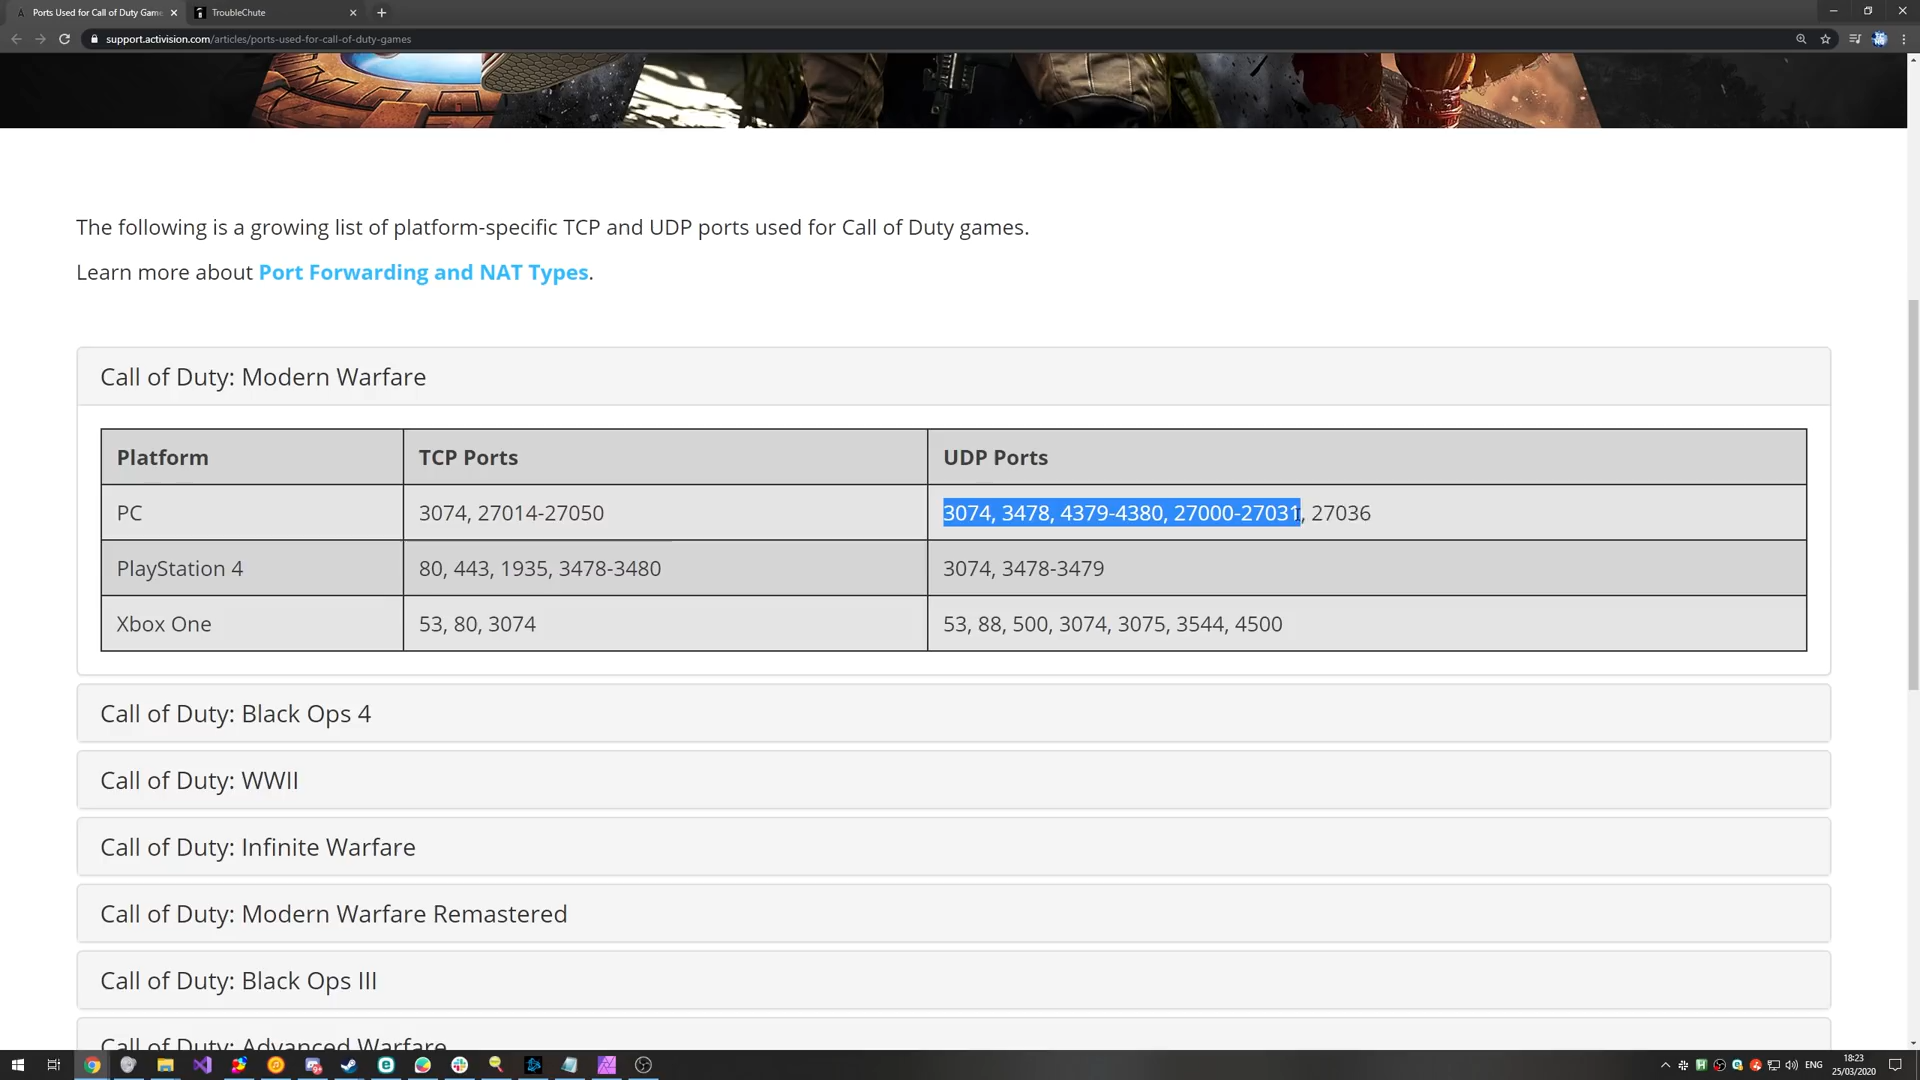 Ports Used for Call of Duty Gam
TroubleChute
support.activision.com/articles/ports-used-for-call-of-duty-games
The following is a growing list of platform-specific TCP and UDP ports used for Call of Duty games.
Learn more about Port Forwarding and NAT Types.
Call of Duty: Modern Warfare
Platform TCP Ports UDP Ports
PC 3074, 27014-27050 3074, 3478, 4379-4380, 27000-27031, 27036
PlayStation 4 80, 443, 1935, 3478-3480 3074, 3478-3479
Xbox One 53, 80, 3074 53, 88, 500, 3074, 3075, 3544, 4500
Call of Duty: Black Ops 4
Call of Duty: WWII
Call of Duty: Infinite Warfare
Call of Duty: Modern Warfare Remastered
Call of Duty: Black Ops III
Call of Duty: Advanced Warfare
ENG
18:23
25/03/2020